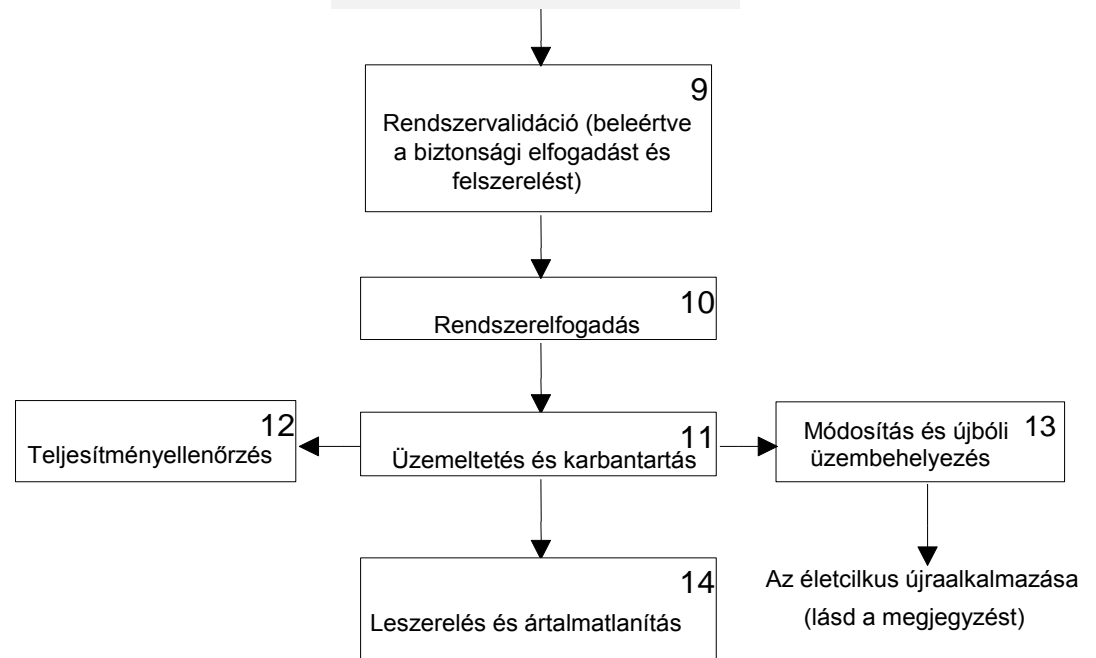 9
Rendszervalidáció (beleértve
a biztonsági elfogadást és
felszerelést)
10
Rendszerelfogadás
12
Teljesítményellenőrzés
11
Üzemeltetés és karbantartás
Módosítás és újbóli 13
üzembehelyezés
14
Leszerelés és ártalmatlanítás
Az életcilkus újraalkalmazása
(lásd a megjegyzést)